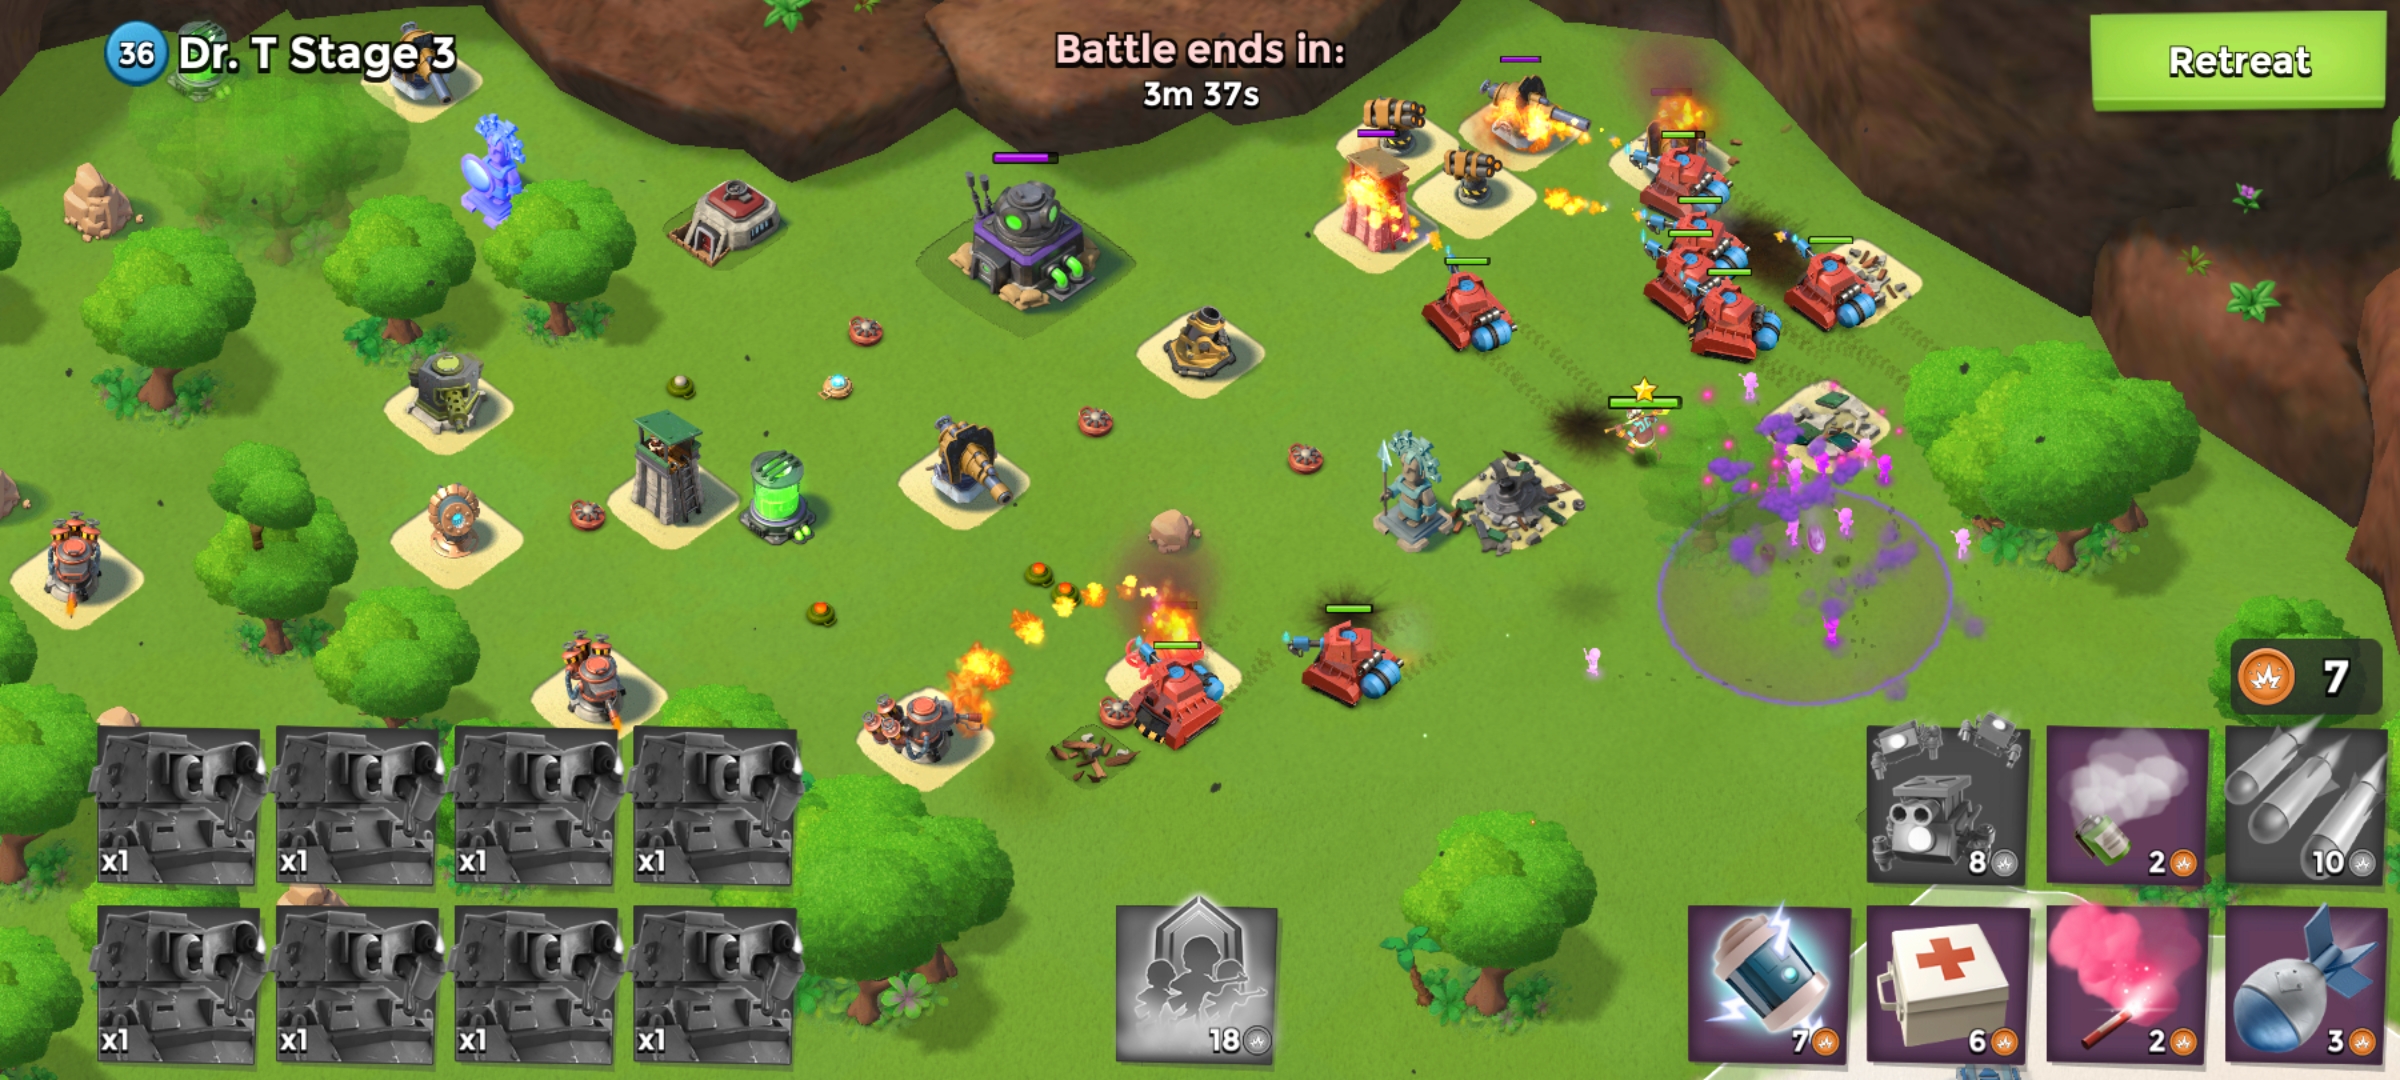 36 Dr. T Stage 3
Battle ends in:
3m 37s
Retreat
7
x1 x1 x1 x1
8 2 10
x1 x1 x1 x1
18
7 6 2 3